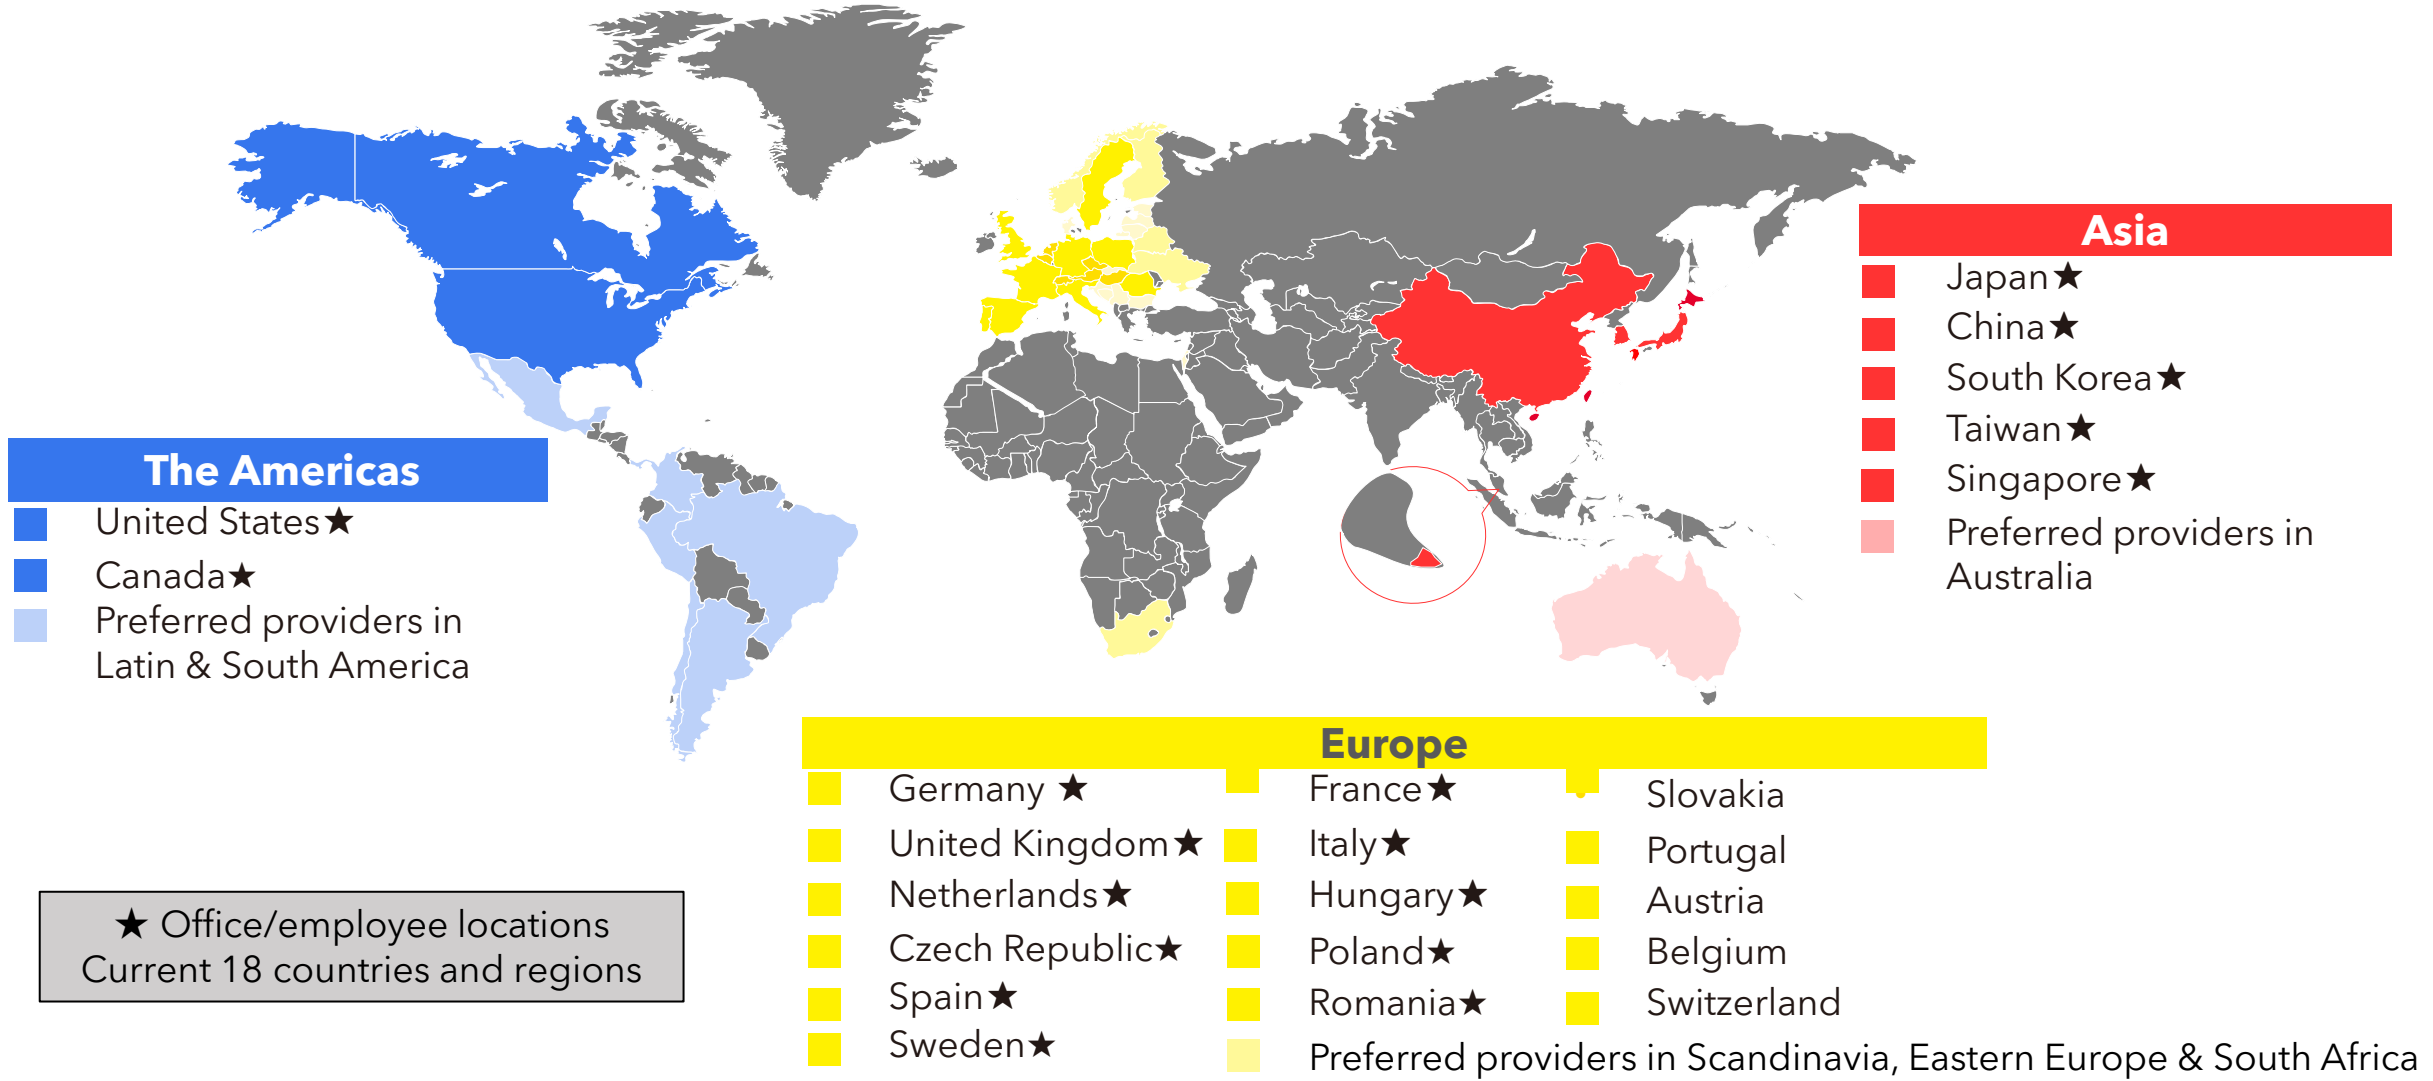 Asia
Japan★
China★
South Korea★
Taiwan★
Singapore★
Preferred providers in
Australia
The Americas
United States★
Canada★
Preferred providers in
Latin & South America
Europe
Germany ★
United Kingdom★
Netherlands★
Czech Republic★
Spain★
Sweden★
France★
Italy★
Hungary★
Poland★
Romania★
Slovakia
Portugal
Austria
Belgium
Switzerland
Preferred providers in Scandinavia, Eastern Europe & South Africa
★ Office/employee locations
Current 18 countries and regions